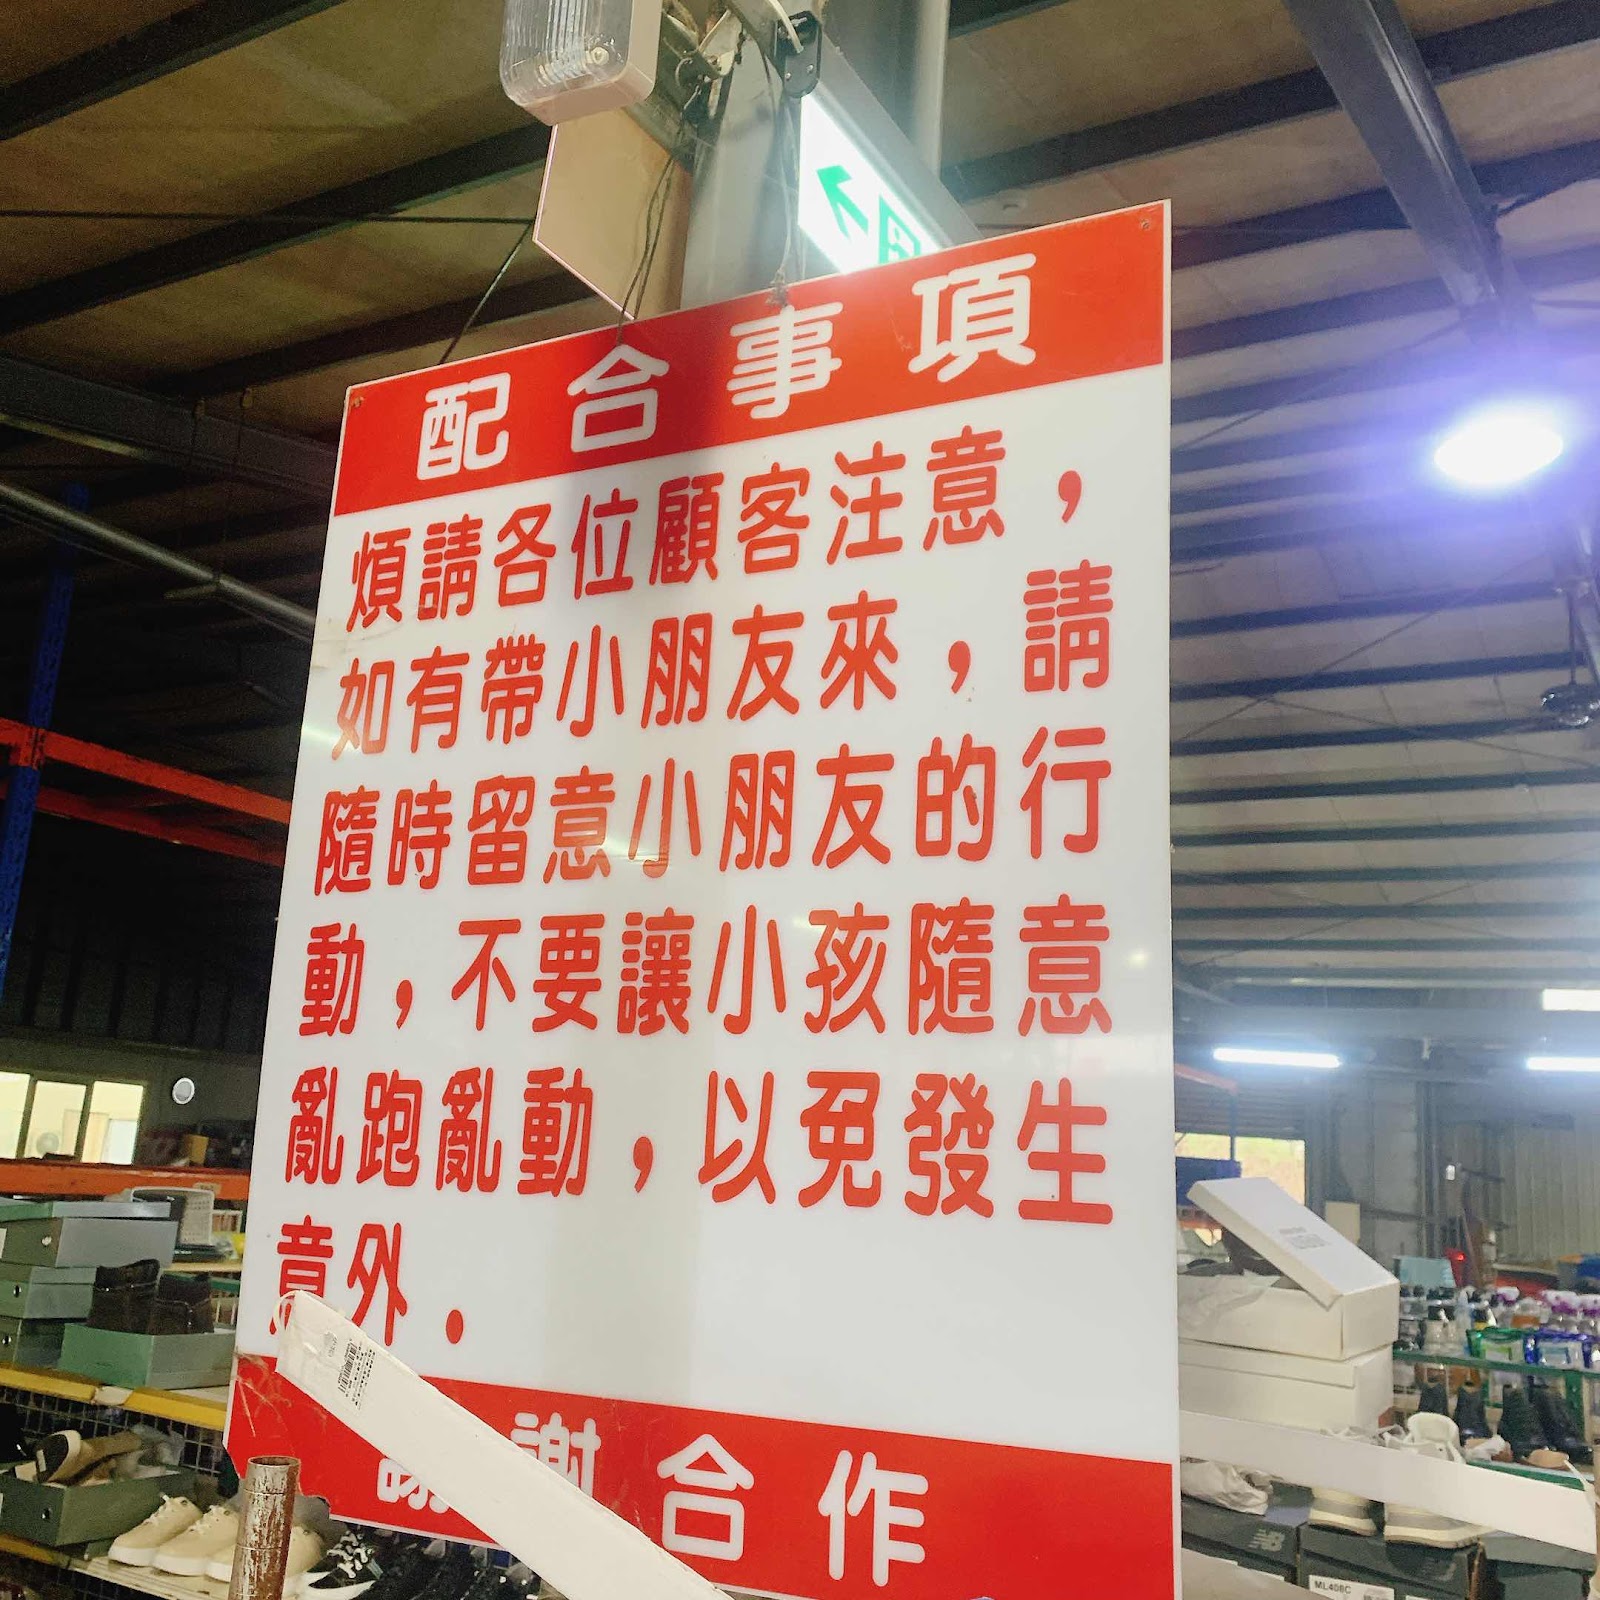 配合事項
煩請各位顧客注意，
如有帶小朋友來，請
隨時留意小朋友的行
動，不要讓小孩隨意
亂跑亂動，以免發生
意外．
謝謝合作
ML408C